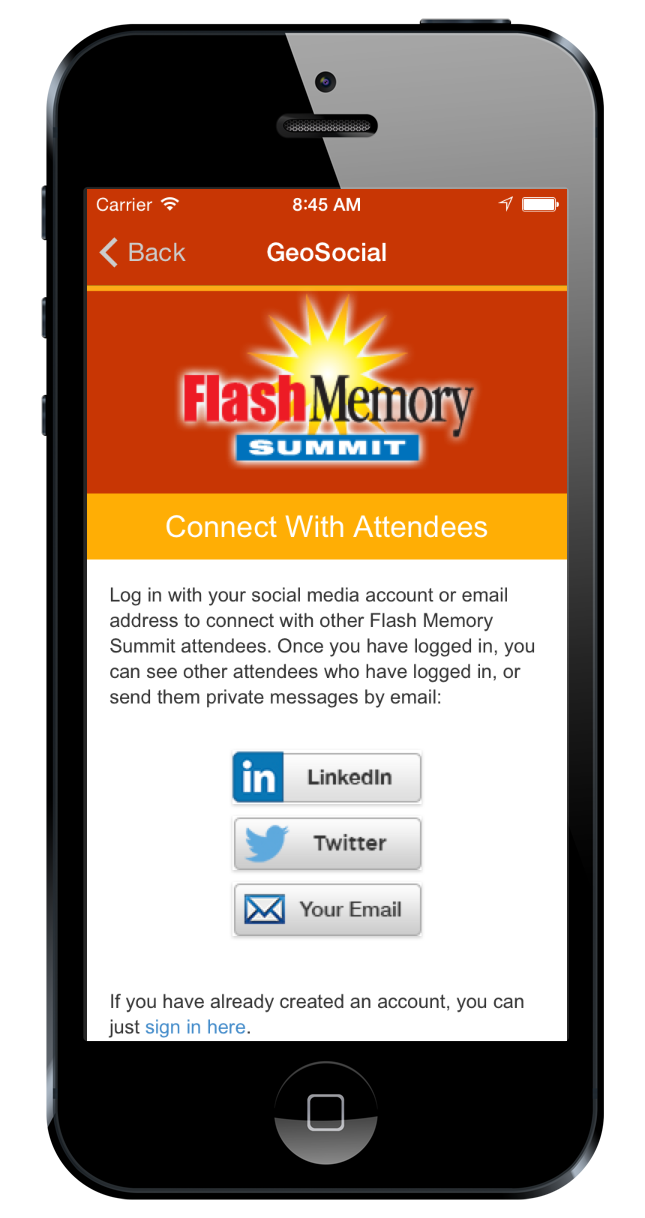 Carrier 8:45 AM
Back GeoSocial
Flash Memory
SUMMIT
Connect With Attendees
Log in with your social media account or email
address to connect with other Flash Memory
Summit attendees. Once you have logged in, you
can see other attendees who have logged in, or
send them private messages by email:
in LinkedIn
Twitter
Your Email
If you have already created an account, you can
just sign in here.